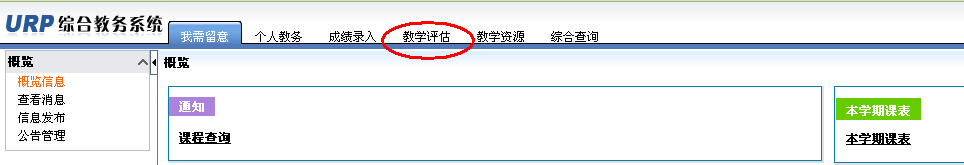 URP 综合教务系统
我需留意 个人教务 成绩录入 教学评估 教学资源 综合查询
概览
概览信息
查看消息
信息发布
公告管理
概览
通知
课程查询
本学期课表
本学期课表